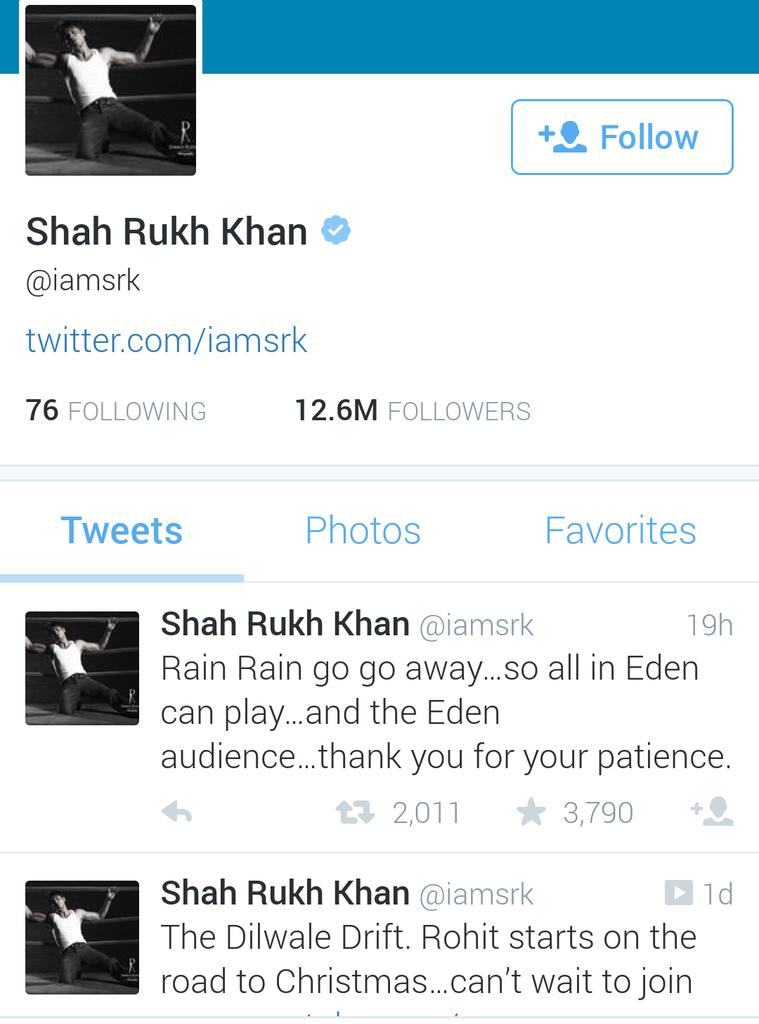 Follow
Shah Rukh Khan
@iamsrk
twitter.com/iamsrk
76 FOLLOWING 12.6M FOLLOWERS
Tweets Photos Favorites
Shah Rukh Khan @iamsrk 19h
Rain Rain go go away...so all in Eden
can play...and the Eden
audience...thank you for your patience.
2,011 3,790
Shah Rukh Khan @iamsrk 1d
The Dilwale Drift. Rohit starts on the
road to Christmas...can't wait to join